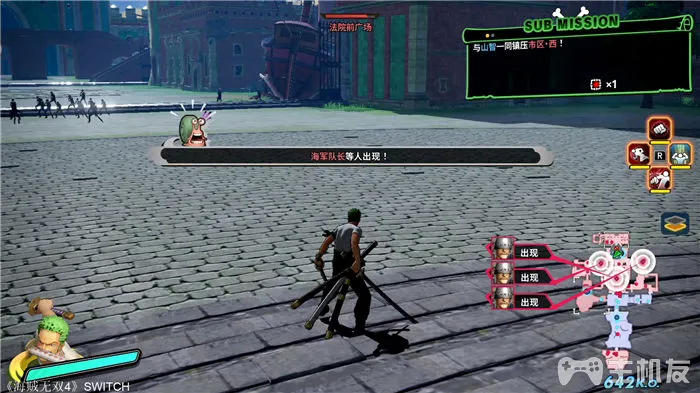 法院前广场
SUB-MISSION
与山智一同镇压市区·西！
×1
海军队长等人出现！
R
出现
出现
出现
642K.O.
《海贼无双4》SWITCH
手机友